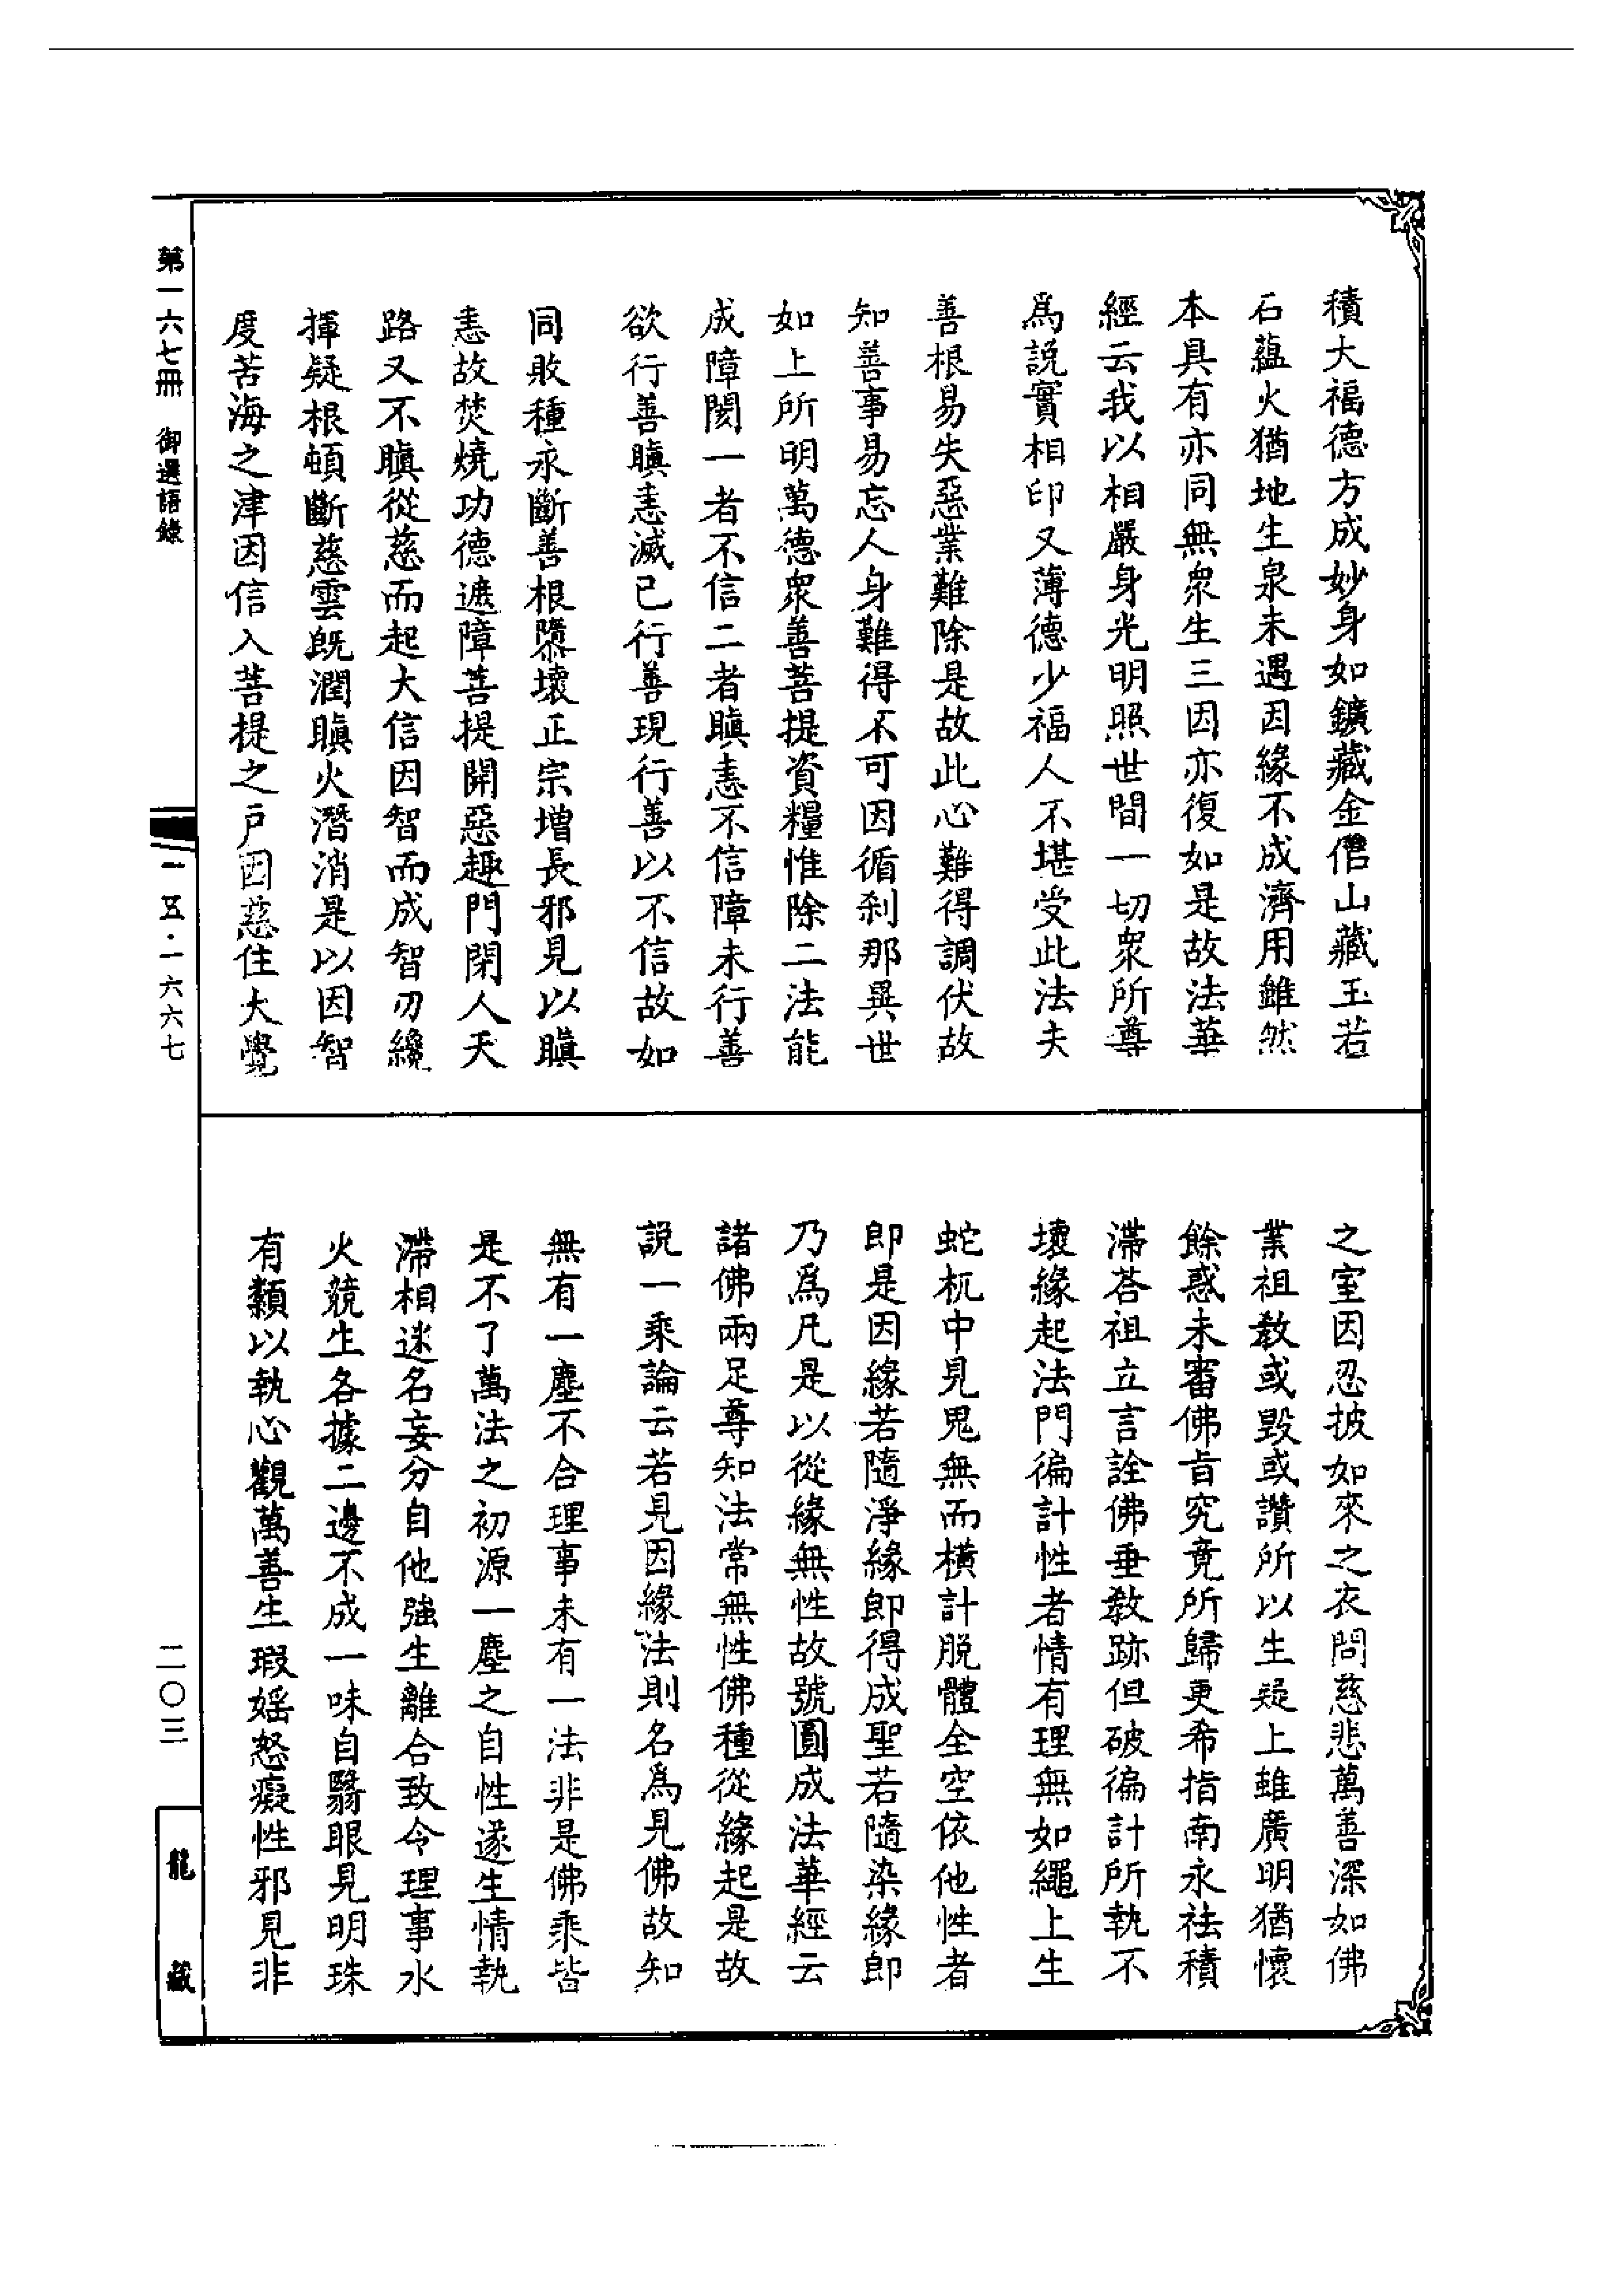 積大福德方成妙身如鑛藏金偺山藏玉若
石蘊火猶地生泉未遇因緣不成濟用雖然
本具有亦同無衆生三因亦復如是故法華
經云我以相嚴身光明照世間一切衆所尊
爲說實相印又薄德少福人不堪受此法夫
善根易失惡業難除是故此心難得調伏故
知善事易忘人身難得不可因循刹那異世
如上所明萬德衆善菩提資糧惟除二法能
成障閡一者不信二者瞋恚不信障未行善
欲行善瞋恚滅已行善現行善以不信故如
同敗種永斷善根隳壞正宗增長邪見以瞋
恚故焚燒功德遮障菩提開惡趣門閉人天
路又不瞋從慈而起大信因智而成智刃纔
揮疑根頓斷慈雲旣潤瞋火潛消是以因智
度苦海之津因信入菩提之戶因慈住大覺
之室因忍披如來之衣問慈悲萬善深如佛
業祖敎或毀或讚所以生疑上雖廣明猶懷
餘惑未審佛旨究竟所歸更希指南永祛積
滯荅祖立言詮佛垂敎跡但破徧計所執不
壞緣起法門徧計性者情有理無如繩上生
蛇杌中見鬼無而橫計脫體全空依他性者
即是因緣若隨淨緣即得成聖若隨染緣即
乃爲凡是以從緣無性故號圓成法華經云
諸佛兩足尊知法常無性佛種從緣起是故
說一乘論云若見因緣法則名爲見佛故知
無有一塵不合理事未有一法非是佛乘皆
是不了萬法之初源一塵之自性遂生情執
滯相迷名妄分自他強生離合致令理事水
火競生各據二邊不成一味自翳眼見明珠
有纇以執心觀萬善生瑕婬怒癡性邪見非
第一六七冊 御選語錄
一五·一六六七
二〇三
龍藏